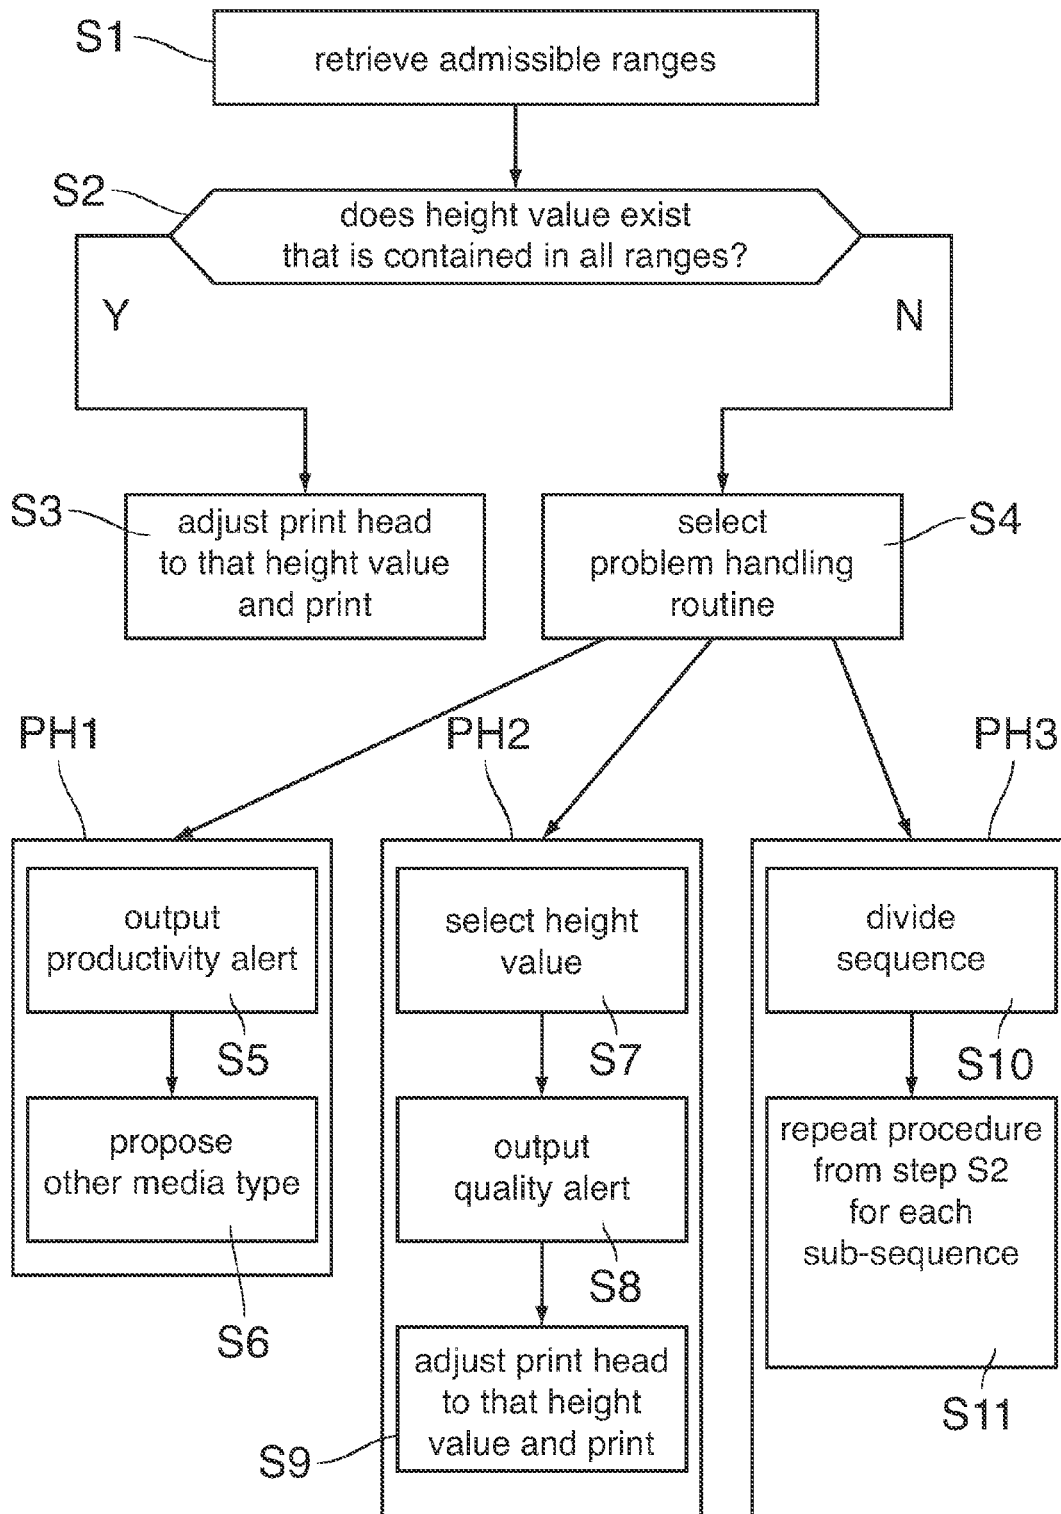 S1
retrieve admissible ranges
S2
does height value exist
that is contained in all ranges?
Y
N
S3
adjust print head
to that height value
and print
select
problem handling
routine
S4
PH1
PH2
PH3
output
productivity alert
S5
propose
other media type
S6
select height
value
S7
output
quality alert
S8
adjust print head
to that height
value and print
S9
divide
sequence
S10
repeat procedure
from step S2
for each
sub-sequence
S11